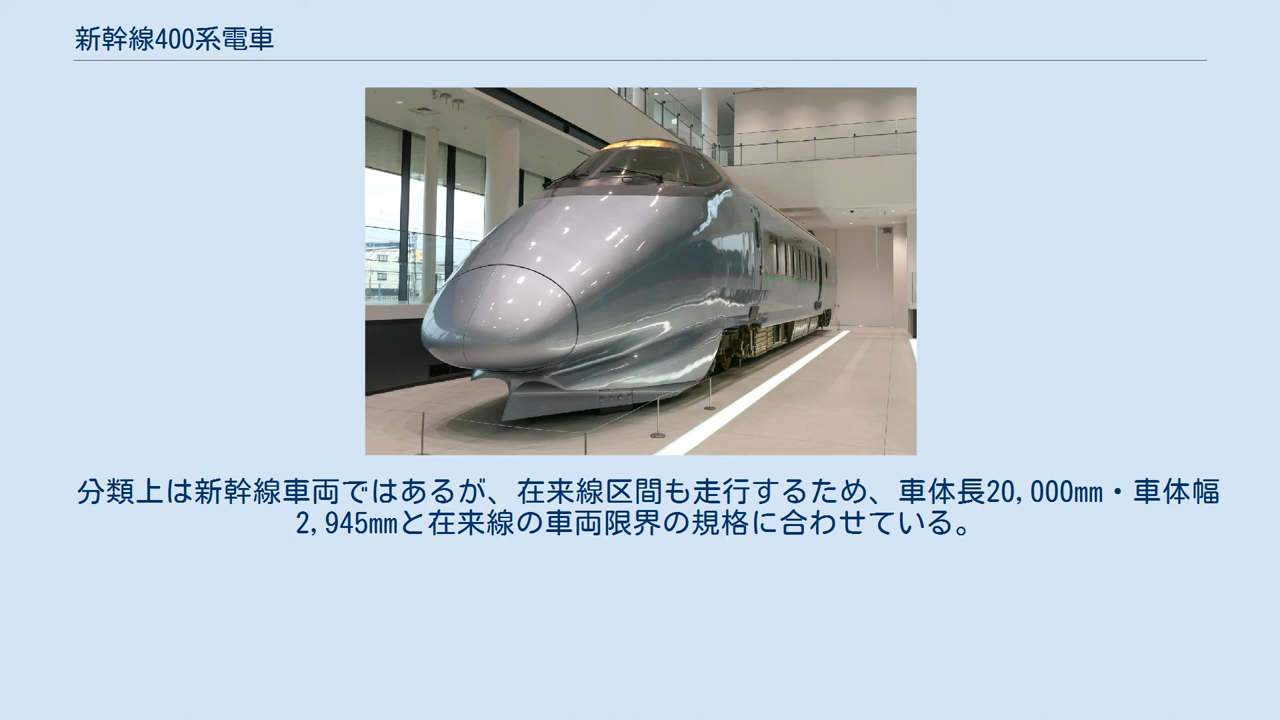 新幹線400系電車
分類上は新幹線車両ではあるが、在来線区間も走行するため、車体長20,000mm・車体幅
2,945mmと在来線の車両限界の規格に合わせている。